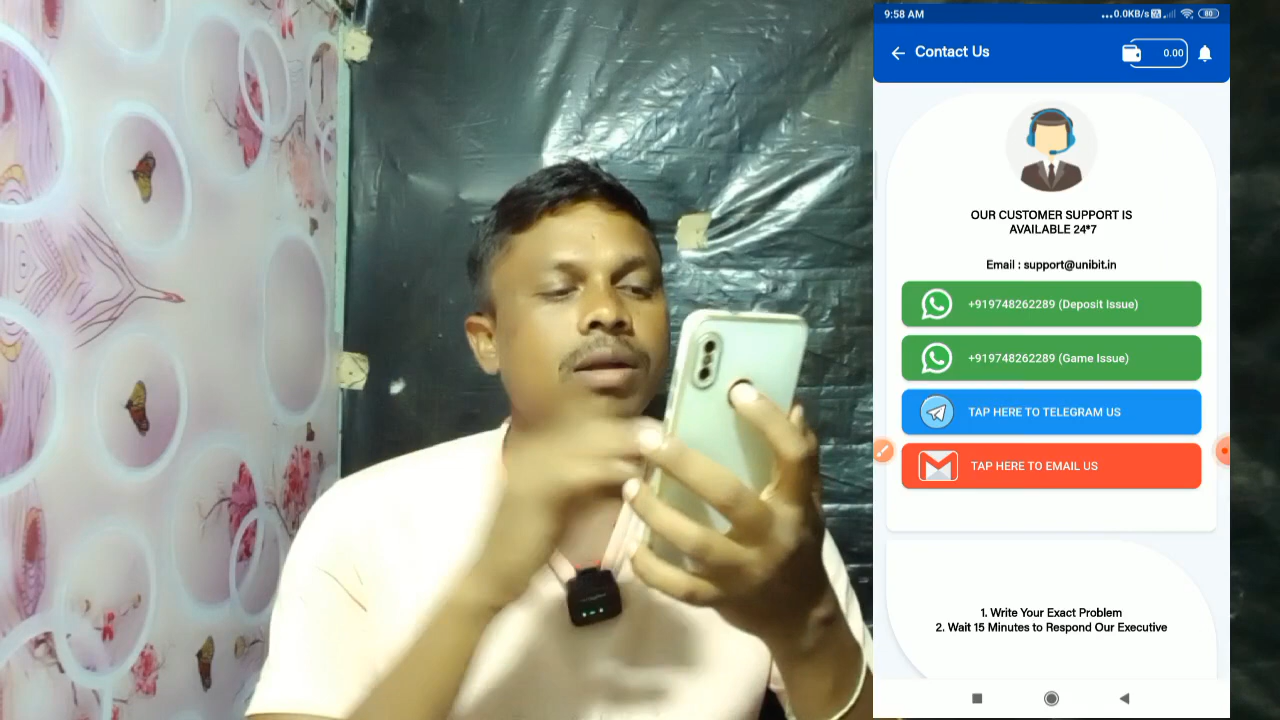 9:58 AM
...0.0KB/s
80
Contact Us
0.00
OUR CUSTOMER SUPPORT IS
AVAILABLE 24*7
Email : support@unibit.in
+919748262289 (Deposit Issue)
+919748262289 (Game Issue)
TAP HERE TO TELEGRAM US
TAP HERE TO EMAIL US
1. Write Your Exact Problem
2. Wait 15 Minutes to Respond Our Executive